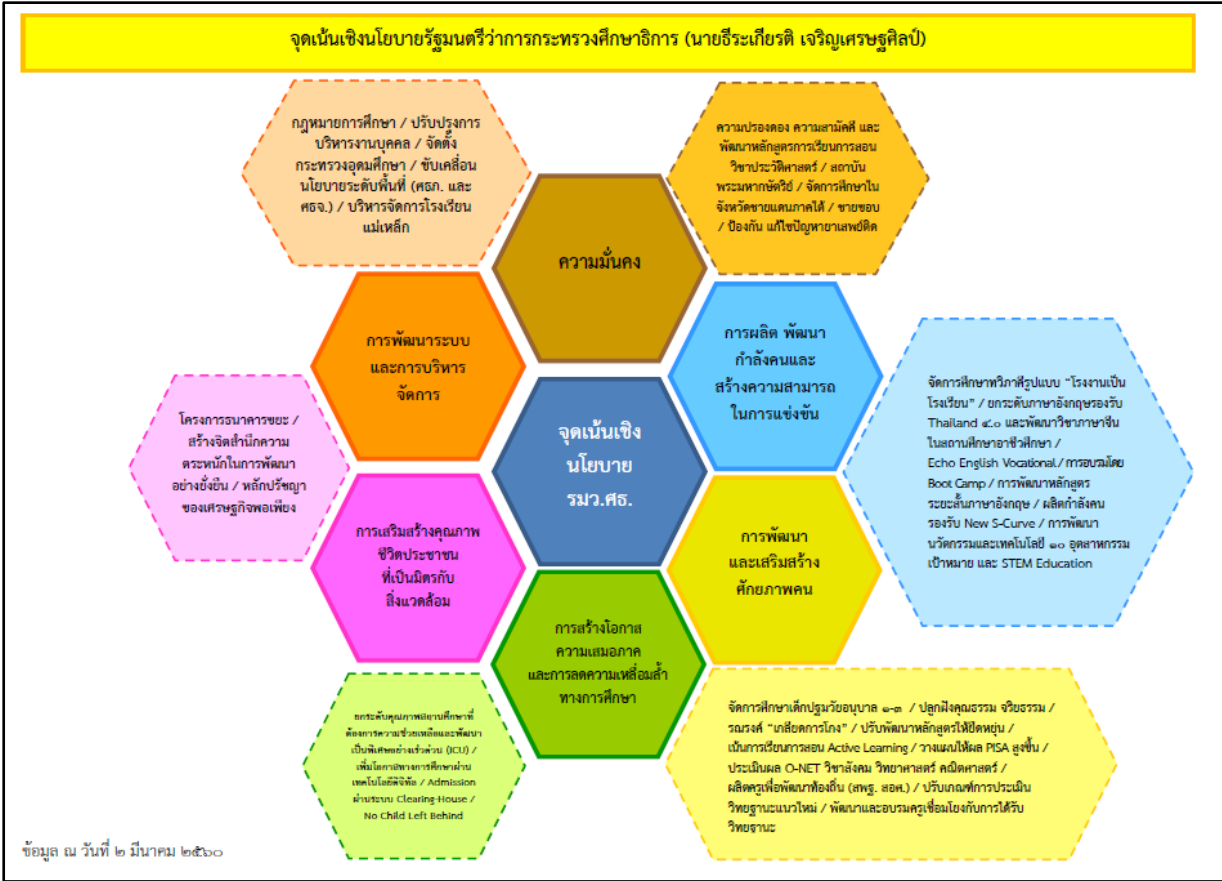 จุดเน้นเชิงนโยบายรัฐมนตรีว่าการกระทรวงศึกษาธิการ (นายธีระเกียรติ เจริญเศรษฐศิลป์)
กฎหมายการศึกษา / ปรับปรุงการ
บริหารงานบุคคล / จัดตั้ง
กระทรวงอุดมศึกษา / ขับเคลื่อน
นโยบายระดับพื้นที่ (ศธภ. และ
ศธจ.) / บริหารจัดการโรงเรียน
แม่เหล็ก
ความปรองดอง ความสามัคคี และ
พัฒนาหลักสูตรการเรียนการสอน
วิชาประวัติศาสตร์ / สถาบัน
พระมหากษัตริย์ / จัดการศึกษาใน
จังหวัดชายแดนภาคใต้ / ชายขอบ
/ ป้องกัน แก้ไขปัญหายาเสพย์ติด
ความมั่นคง
การพัฒนาระบบ
และการบริหาร
จัดการ
การผลิต พัฒนา
กำลังคนและ
สร้างความสามารถ
ในการแข่งขัน
จัดการศึกษาทวิภาคีรูปแบบ "โรงงานเป็น
โรงเรียน" / ยกระดับภาษาอังกฤษรองรับ
Thailand ๔.๐ และพัฒนาวิชาภาษาจีน
ในสถานศึกษาอาชีวศึกษา /
Echo English Vocational / การอบรมโดย
Boot Camp / การพัฒนาหลักสูตร
ระยะสั้นภาษาอังกฤษ / ผลิตกำลังคน
รองรับ New S-Curve / การพัฒนา
นวัตกรรมและเทคโนโลยี ๑๐ อุตสาหกรรม
เป้าหมาย และ STEM Education
โครงการธนาคารขยะ /
สร้างจิตสำนึกความ
ตระหนักในการพัฒนา
อย่างยั่งยืน / หลักปรัชญา
ของเศรษฐกิจพอเพียง
จุดเน้นเชิง
นโยบาย
รมว.ศธ.
การเสริมสร้างคุณภาพ
ชีวิตประชาชน
ที่เป็นมิตรกับ
สิ่งแวดล้อม
การพัฒนา
และเสริมสร้าง
ศักยภาพคน
การสร้างโอกาส
ความเสมอภาค
และการลดความเหลื่อมล้ำ
ทางการศึกษา
ยกระดับคุณภาพสถานศึกษาที่
ต้องการความช่วยเหลือและพัฒนา
เป็นพิเศษอย่างเร่งด่วน (ICU) /
เพิ่มโอกาสทางการศึกษาผ่าน
เทคโนโลยีดิจิทัล / Admission
ผ่านระบบ Clearing-House /
No Child Left Behind
จัดการศึกษาเด็กปฐมวัยอนุบาล ๑-๓ / ปลูกฝังคุณธรรม จริยธรรม /
รณรงค์ "เกลียดการโกง" / ปรับพัฒนาหลักสูตรให้ยืดหยุ่น /
เน้นการเรียนการสอน Active Learning / วางแผนให้ผล PISA สูงขึ้น /
ประเมินผล O-NET วิชาสังคม วิทยาศาสตร์ คณิตศาสตร์ /
ผลิตครูเพื่อพัฒนาท้องถิ่น (สพฐ. สอศ.) / ปรับเกณฑ์การประเมิน
วิทยฐานะแนวใหม่ / พัฒนาและอบรมครูเชื่อมโยงกับการได้รับ
วิทยฐานะ
ข้อมูล ณ วันที่ ๒ มีนาคม ๒๕๖๐